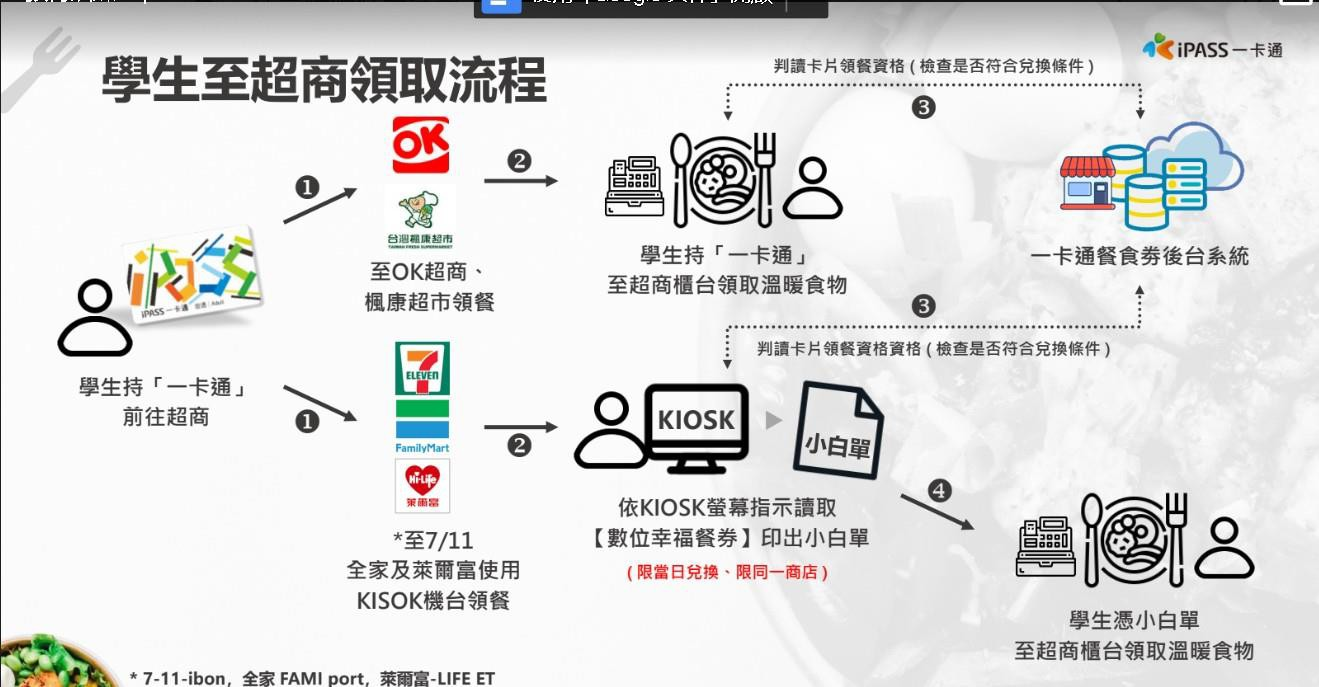 學生至超商領取流程
iPASS 一卡通
判讀卡片領餐資格 ( 檢查是否符合兌換條件 )
❸
❶
OK
台灣楓康超市
TAIWAN FRESH SUPERMARKET
❷
至OK超商、
楓康超市領餐
學生持「一卡通」
至超商櫃台領取溫暖食物
一卡通餐食券後台系統
iPASS 一卡通
學生持「一卡通」
前往超商
❸
判讀卡片領餐資格資格 ( 檢查是否符合兌換條件 )
❶
7
ELEVEN
FamilyMart
Hi-Life
萊爾富
❷
KIOSK
小白單
*至7/11
全家及萊爾富使用
KISOK機台領餐
依KIOSK螢幕指示讀取
【數位幸福餐券】印出小白單
( 限當日兌換、限同一商店 )
❹
學生憑小白單
至超商櫃台領取溫暖食物
* 7-11-ibon，全家 FAMI port，萊爾富-LIFE ET